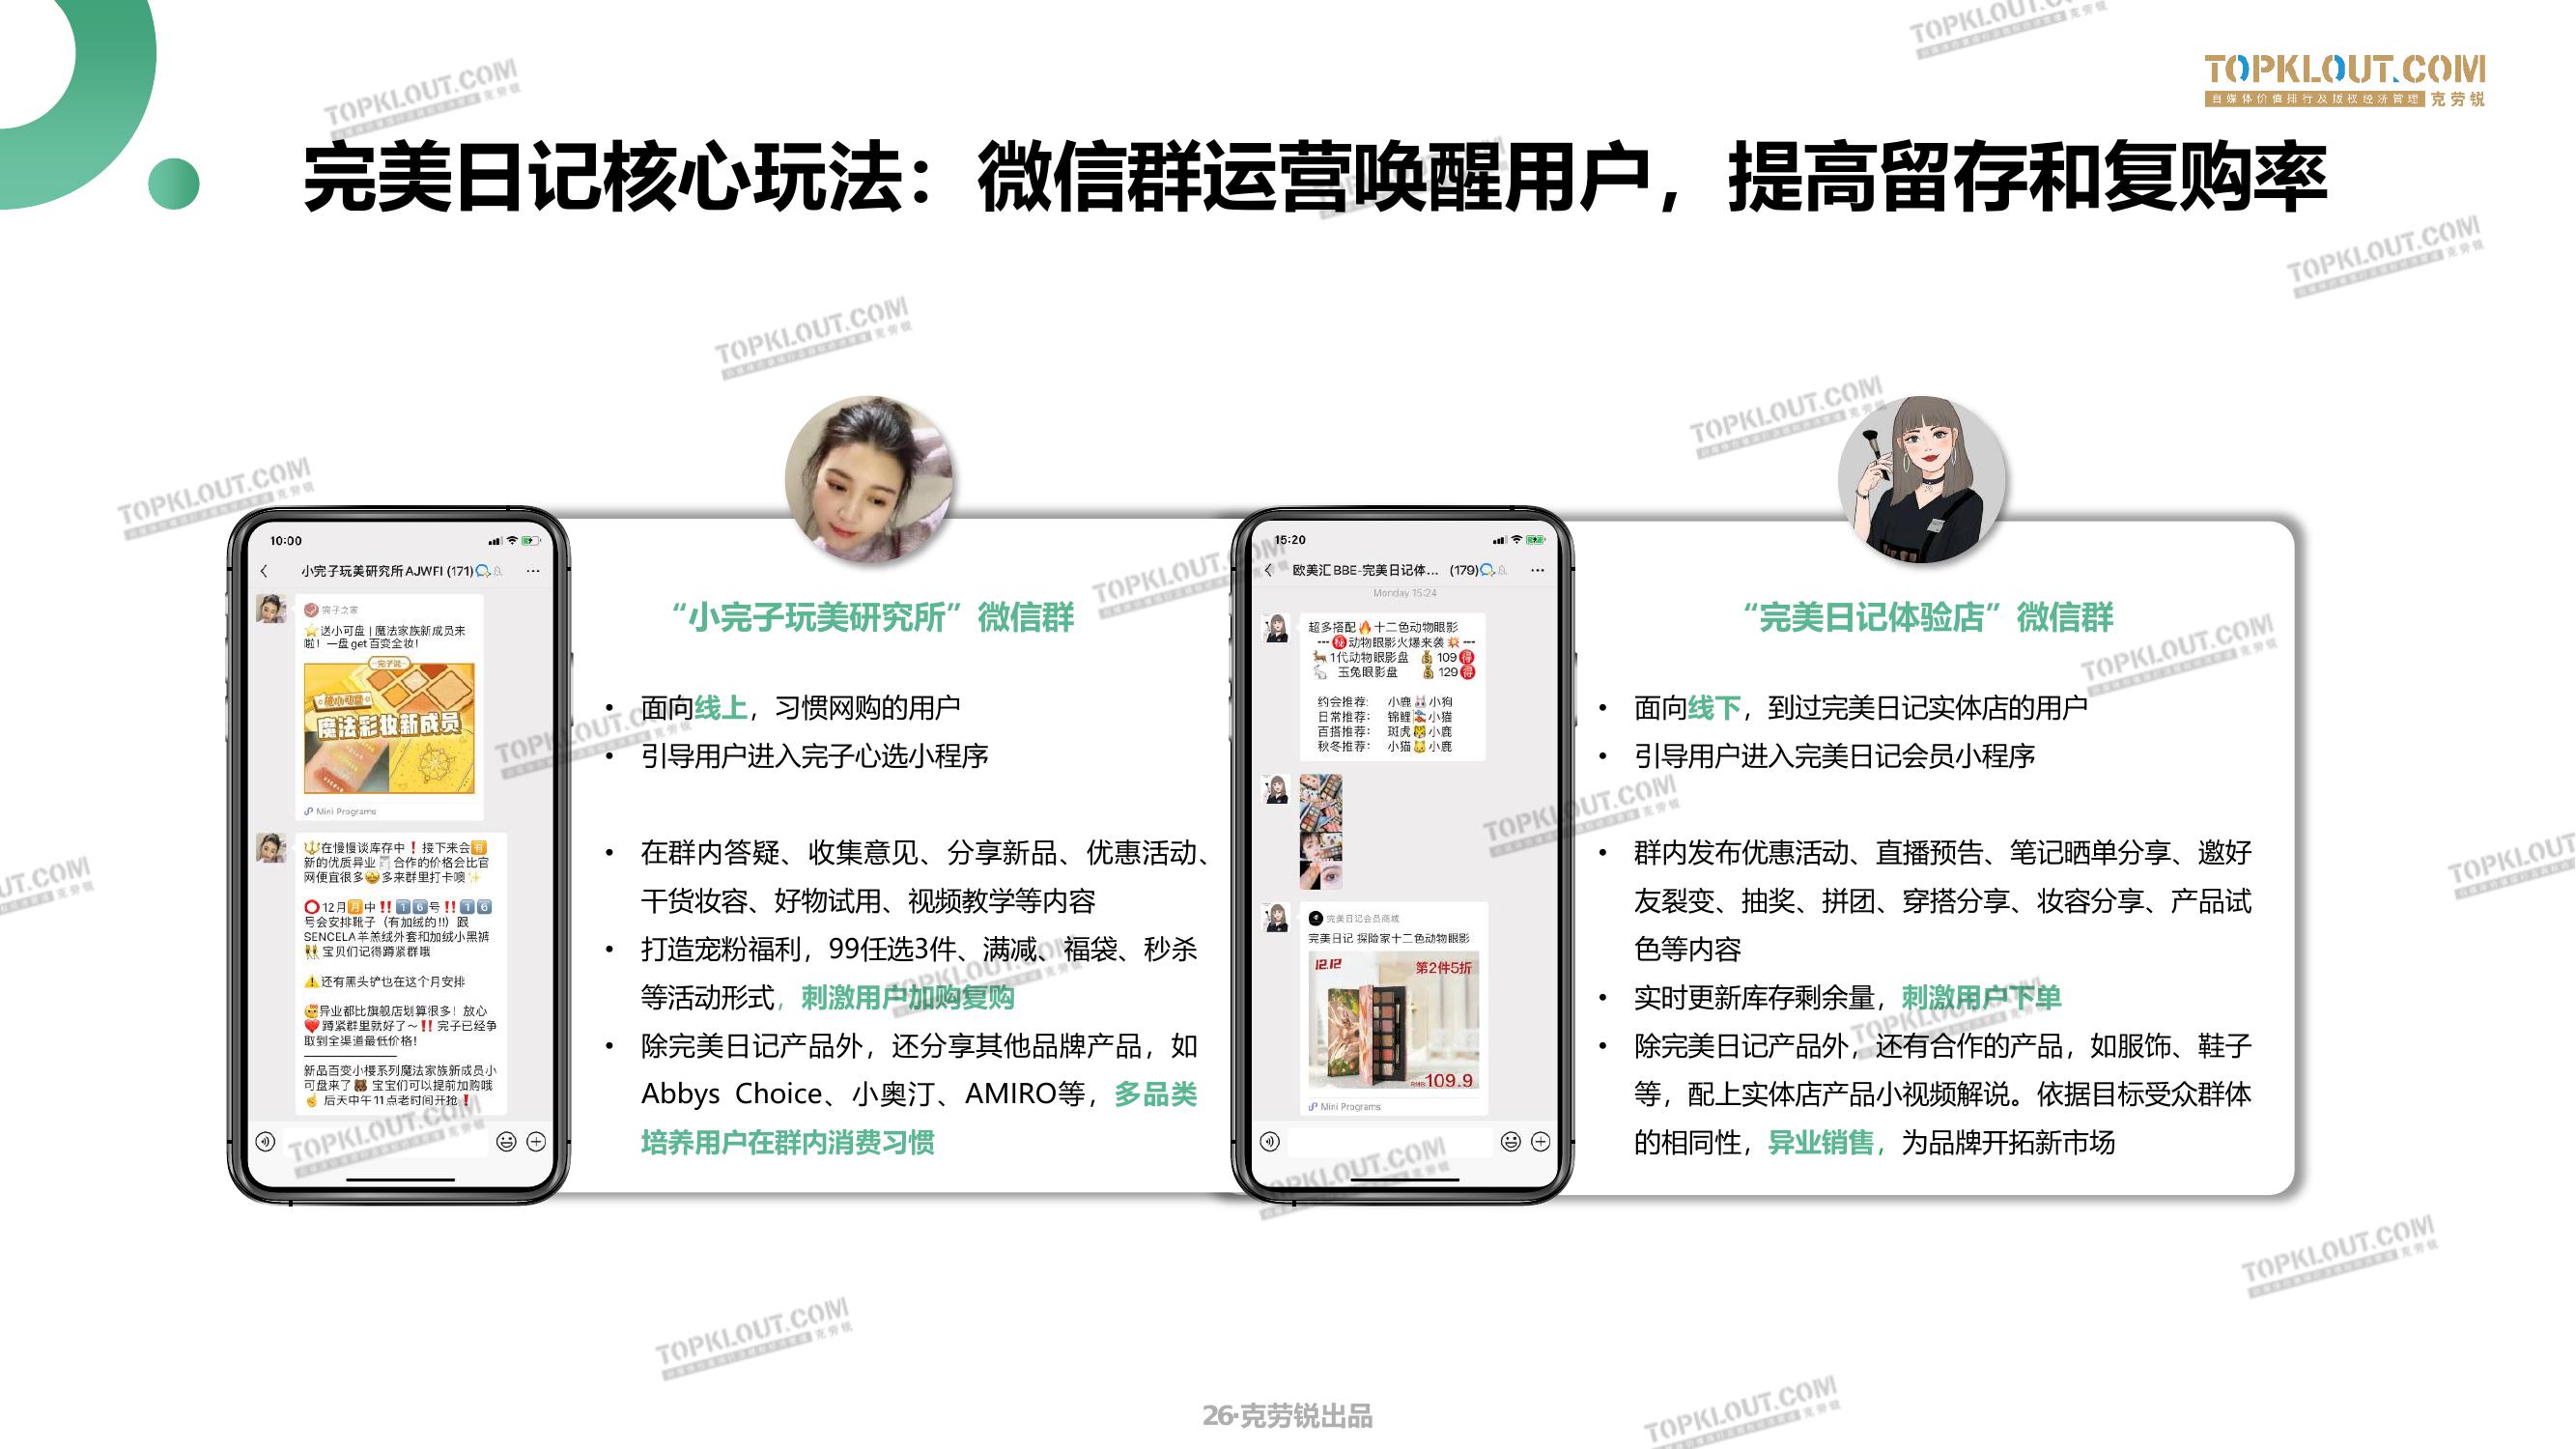 TOPKLOUT.COM
自媒体价值排行及版权经济管理 克劳锐
完美日记核心玩法：微信群运营唤醒用户，提高留存和复购率
10:00
小完子玩美研究所AJWFI (171)
完子之家
⭐送小可盘 | 魔法家族新成员来
啦！一盘get百变全妆！
完子说
魔法彩妆新成员
Mini Programs
🔱在慢慢谈库存中❗接下来会🈶
新的优质异业 合作的价格会比官
网便宜很多🤩多来群里打卡噢✨
⭕12月🈷中‼️1️⃣6️⃣号‼️1️⃣6️⃣
号会安排靴子（有加绒的!!）跟
SENCELA羊羔绒外套和加绒小黑裤
👯宝贝们记得蹲紧群哦
⚠️还有黑头铲也在这个月安排
异业都比旗舰店划算很多！放心
❤️蹲紧群里就好了～‼️完子已经争
取到全渠道最低价格！
新品百变小樱系列魔法家族新成员小
可盘来了🐻宝宝们可以提前加购哦
☝️后天中午11点老时间开抢❗
“小完子玩美研究所”微信群
• 面向线上，习惯网购的用户
• 引导用户进入完子心选小程序
• 在群内答疑、收集意见、分享新品、优惠活动、
干货妆容、好物试用、视频教学等内容
• 打造宠粉福利，99任选3件、满减、福袋、秒杀
等活动形式，刺激用户加购复购
• 除完美日记产品外，还分享其他品牌产品，如
Abbys Choice、小奥汀、AMIRO等，多品类
培养用户在群内消费习惯
15:20
欧美汇BBE-完美日记体... (179)
Monday 15:24
超多搭配🔥十二色动物眼影
---㊙️动物眼影火爆来袭💥---
🦌1代动物眼影盘 💰109🉐
🐇 玉兔眼影盘 💰129🉐
约会推荐： 小鹿🐰小狗
日常推荐： 锦鲤🎏小猫
百搭推荐： 斑虎🐯小鹿
秋冬推荐： 小猫🐱小鹿
完美日记会员商城
完美日记 探险家十二色动物眼影
12.12
第2件5折
RMB109.9
Mini Programs
“完美日记体验店”微信群
• 面向线下，到过完美日记实体店的用户
• 引导用户进入完美日记会员小程序
• 群内发布优惠活动、直播预告、笔记晒单分享、邀好
友裂变、抽奖、拼团、穿搭分享、妆容分享、产品试
色等内容
• 实时更新库存剩余量，刺激用户下单
• 除完美日记产品外，还有合作的产品，如服饰、鞋子
等，配上实体店产品小视频解说。依据目标受众群体
的相同性，异业销售，为品牌开拓新市场
26·克劳锐出品